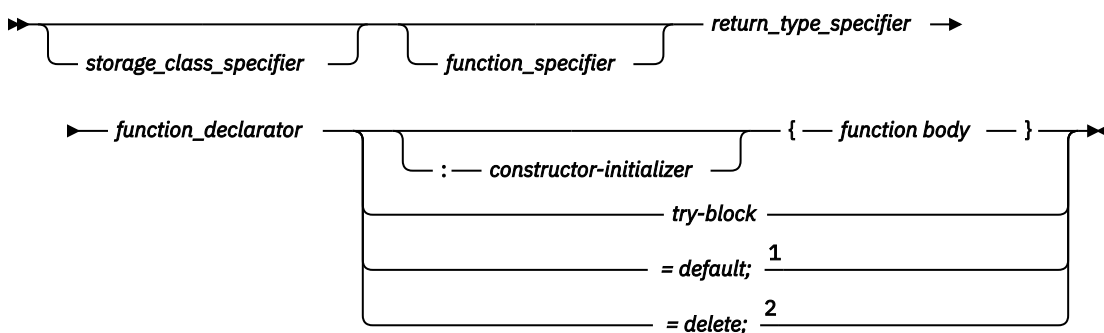 return_type_specifier
storage_class_specifier function_specifier
function_declarator { function body }
: constructor-initializer
try-block
= default; 1
= delete; 2